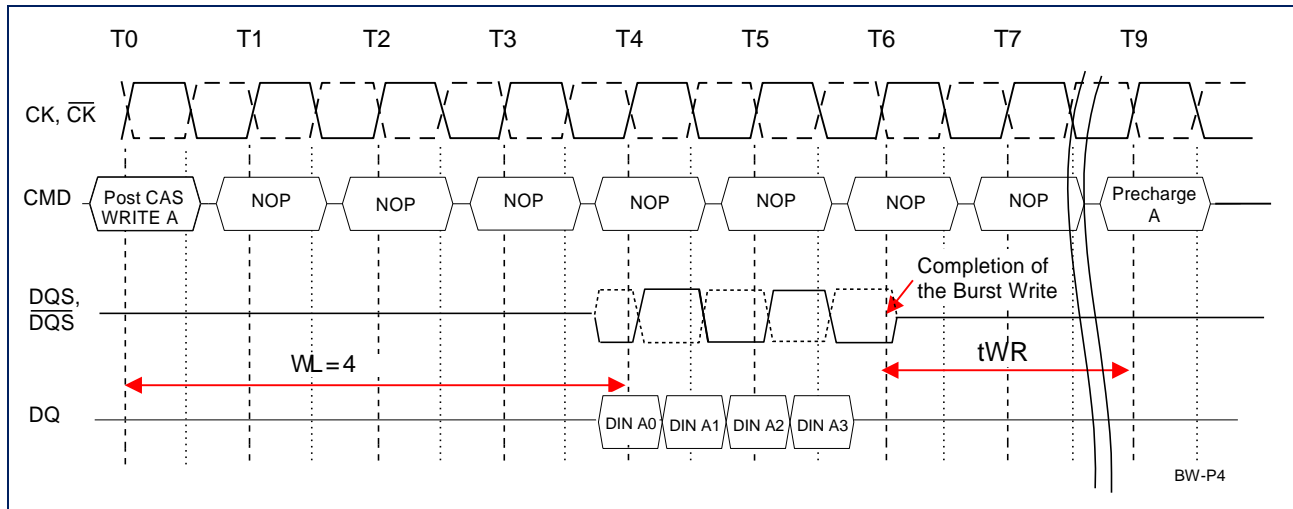 T0 T1 T2 T3 T4 T5 T6 T7 T9
CK, C̅K̅
CMD
Post CAS
WRITE A
NOP NOP NOP NOP NOP NOP NOP
Precharge
A
DQS,
D̅Q̅S̅
Completion of
the Burst Write
WL=4
tWR
DQ
DIN A0 DIN A1 DIN A2 DIN A3
BW-P4